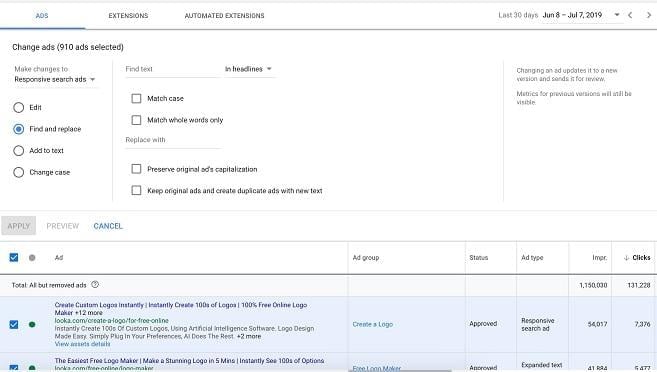 ADS EXTENSIONS AUTOMATED EXTENSIONS Last 30 days Jun 8 – Jul 7, 2019
Change ads (910 ads selected)
Make changes to
Responsive search ads
Edit
Find and replace
Add to text
Change case
Find text In headlines
Match case
Match whole words only
Replace with
Preserve original ad's capitalization
Keep original ads and create duplicate ads with new text
Changing an ad updates it to a new
version and sends it for review.
Metrics for previous versions will still be
visible.
APPLY PREVIEW CANCEL
Ad Ad group Status Ad type Impr. Clicks
Total: All but removed ads 1,150,030 131,228
Create Custom Logos Instantly | Instantly Create 100s of Logos | 100% Free Online Logo
Maker +12 more
looka.com/create-a-logo/for-free-online
Instantly Create 100s Of Custom Logos, Using Artificial Intelligence Software. Logo Design
Made Easy. Simply Plug In Your Preferences, AI Does The Rest. +2 more
View assets details
Create a Logo
Approved
Responsive
search ad
54,017
7,376
The Easiest Free Logo Maker | Make a Stunning Logo in 5 Mins | Instantly See 100s of Options
looka.com/free-online/logo-maker
Free Logo Maker
Approved
Expanded text
41,884
5,477